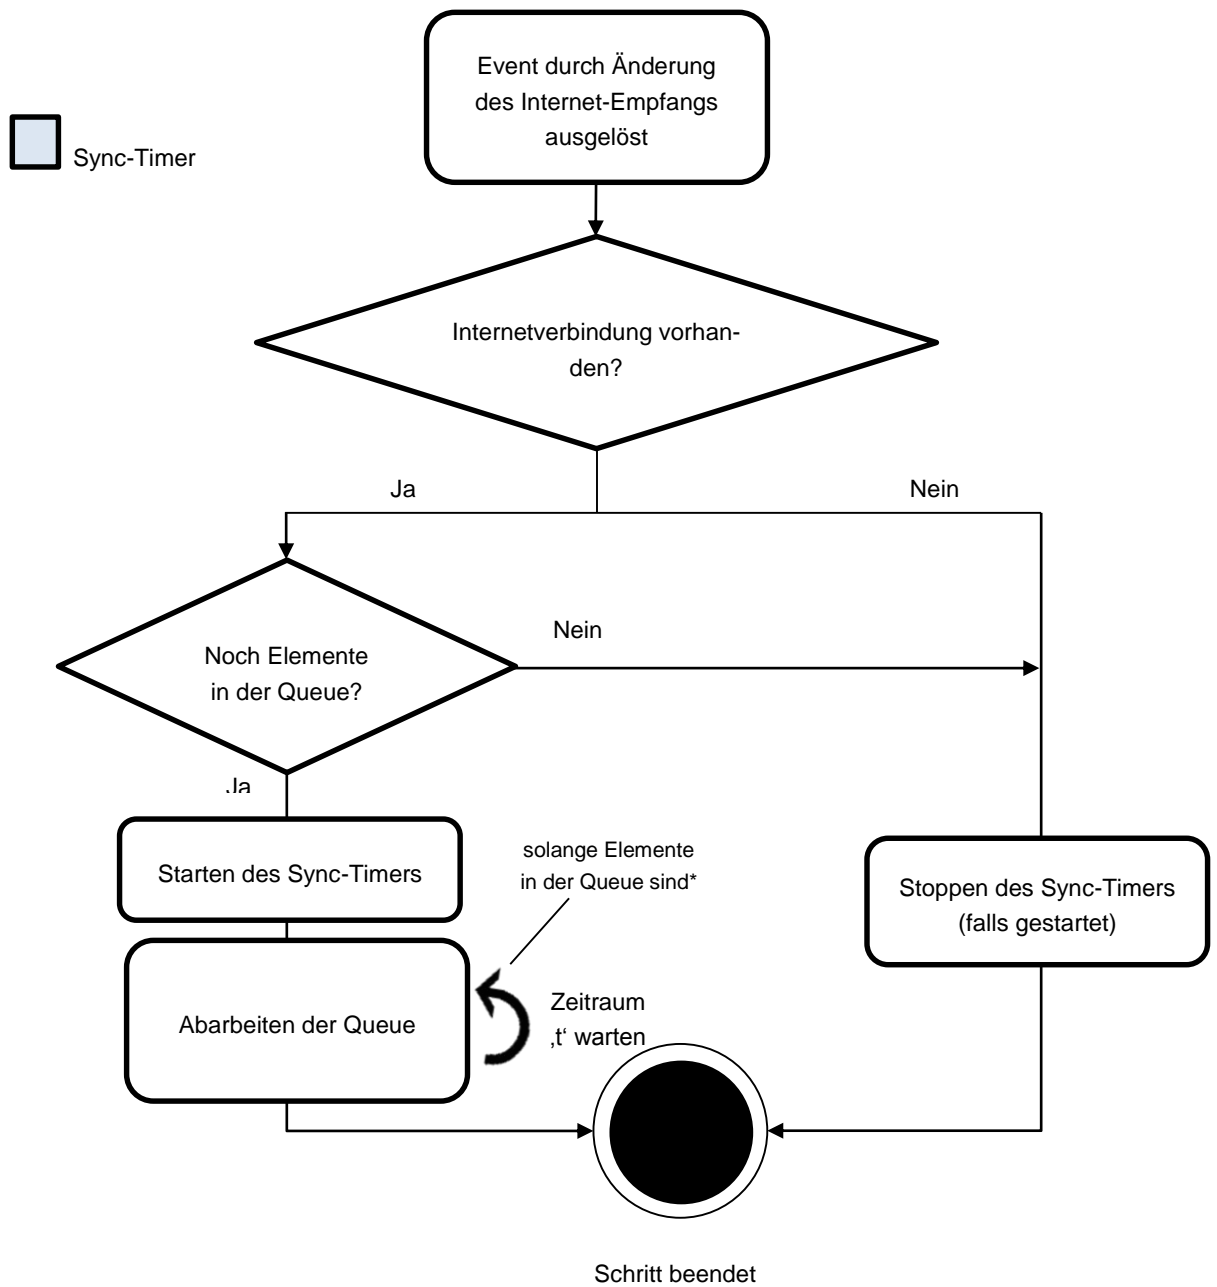 Event durch Änderung
des Internet-Empfangs
ausgelöst
Sync-Timer
Internetverbindung vorhan-
den?
Ja
Nein
Nein
Noch Elemente
in der Queue?
Ja
Starten des Sync-Timers
solange Elemente
in der Queue sind*
Stoppen des Sync-Timers
(falls gestartet)
Abarbeiten der Queue
Zeitraum
‚t‘ warten
Schritt beendet